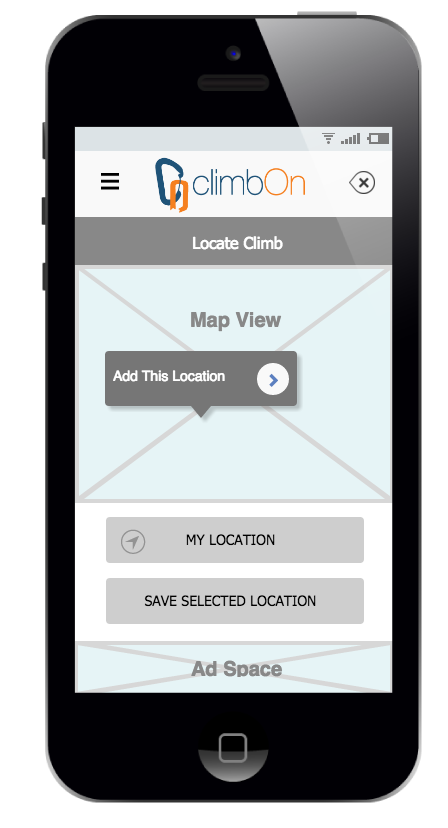 climbOn
Locate Climb
Map View
Add This Location
MY LOCATION
SAVE SELECTED LOCATION
Ad Space